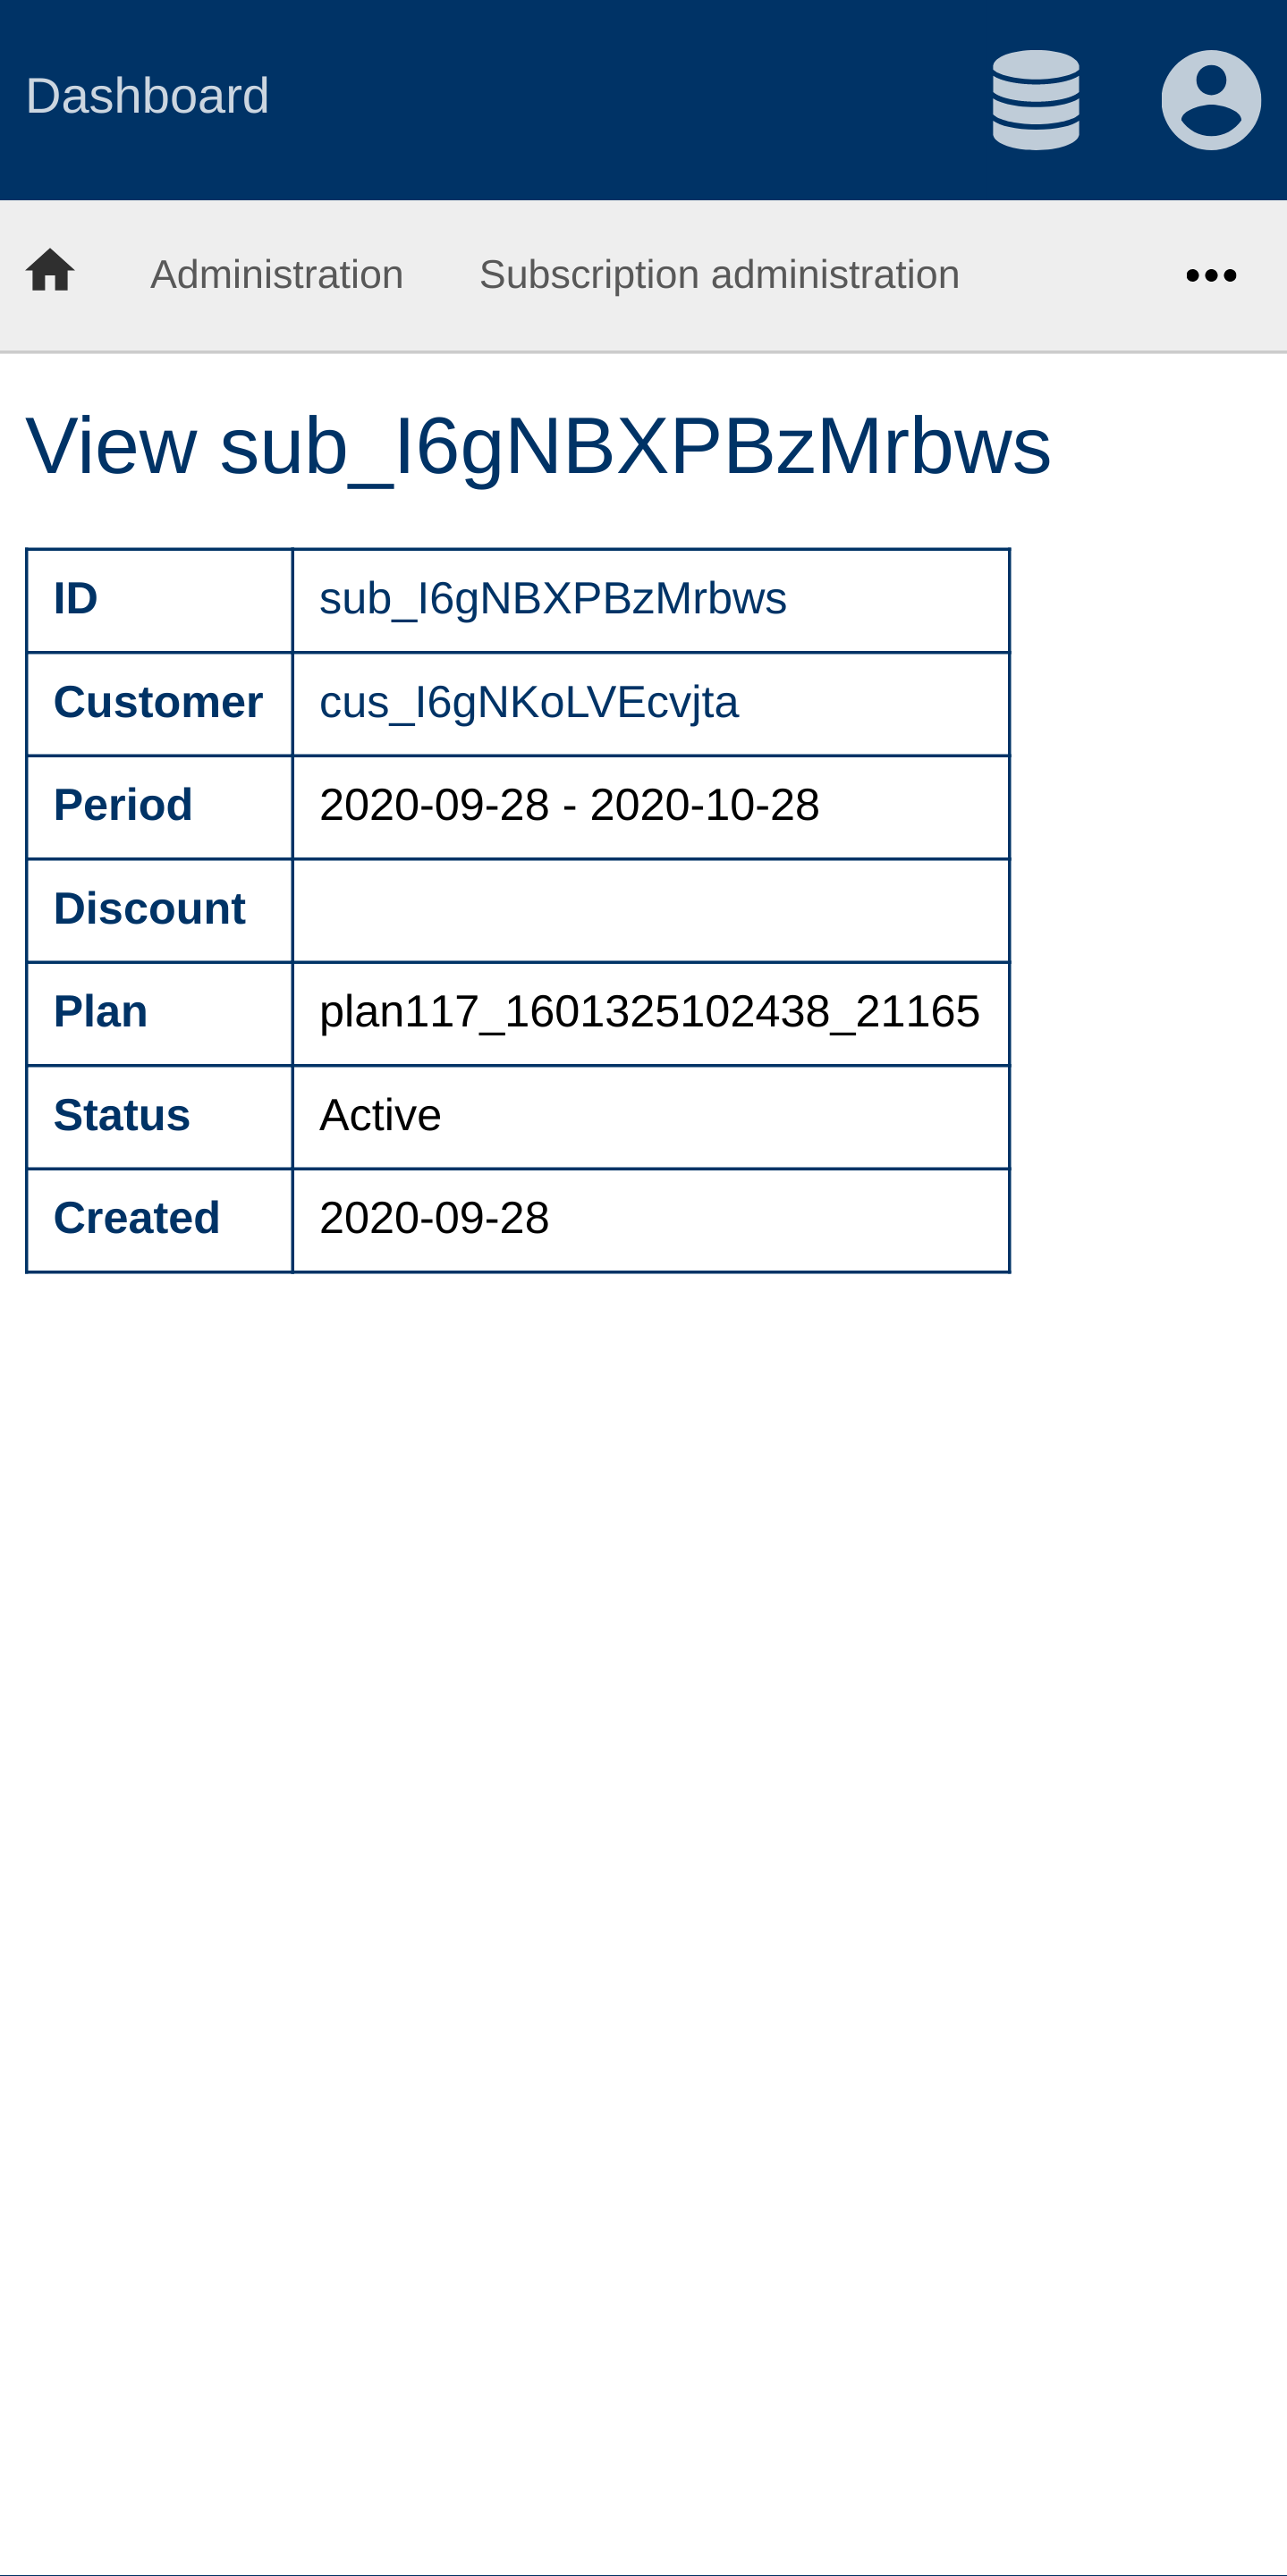 Dashboard
Administration Subscription administration
View sub_I6gNBXPBzMrbws
ID sub_I6gNBXPBzMrbws
Customer cus_I6gNKoLVEcvjta
Period 2020-09-28 - 2020-10-28
Discount
Plan plan117_1601325102438_21165
Status Active
Created 2020-09-28